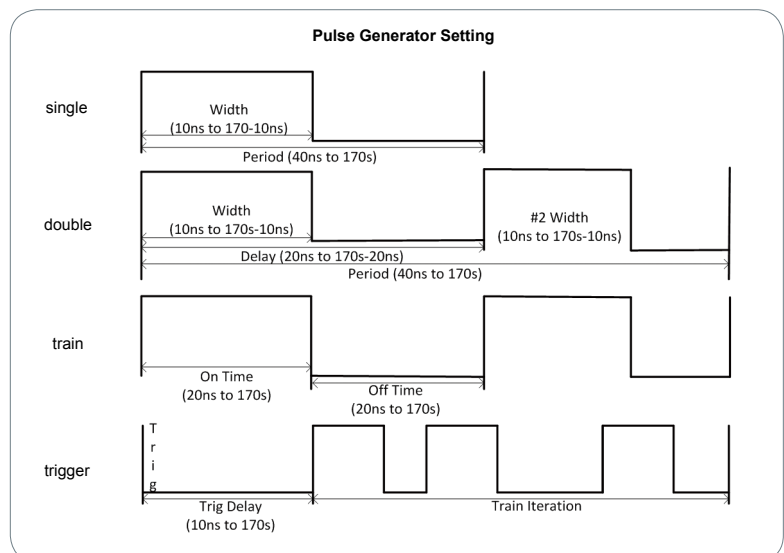 Pulse Generator Setting
single
Width
(10ns to 170-10ns)
Period (40ns to 170s)
double
Width
(10ns to 170s-10ns)
#2 Width
(10ns to 170s-10ns)
Delay (20ns to 170s-20ns)
Period (40ns to 170s)
train
On Time
(20ns to 170s)
Off Time
(20ns to 170s)
trigger
Trig
Trig Delay
(10ns to 170s)
Train Iteration